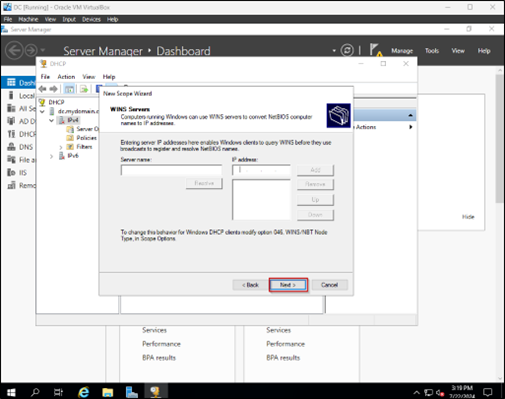 DC [Running] - Oracle VM VirtualBox
File Machine View Input Devices Help
Server Manager
Server Manager · Dashboard
Manage Tools View Help
DHCP
File Action View Help
Dash
Local
All Se
AD D
DHCP
DNS
File a
IIS
Remo
DHCP
dc.mydomain.c
IPv4
Server O
Policies
Filters
IPv6
Actions
New Scope Wizard
WINS Servers
Computers running Windows can use WINS servers to convert NetBIOS computer
names to IP addresses.
Entering server IP addresses here enables Windows clients to query WINS before they use
broadcasts to register and resolve NetBIOS names.
Server name:
IP address:
Add
Resolve
Remove
Up
Down
To change this behavior for Windows DHCP clients modify option 046, WINS/NBT Node
Type, in Scope Options.
< Back Next > Cancel
Hide
Services
Performance
BPA results
Services
Performance
BPA results
3:19 PM
7/22/2024